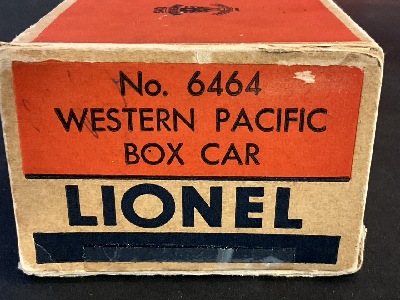 No. 6464
WESTERN PACIFIC
BOX CAR
LIONEL